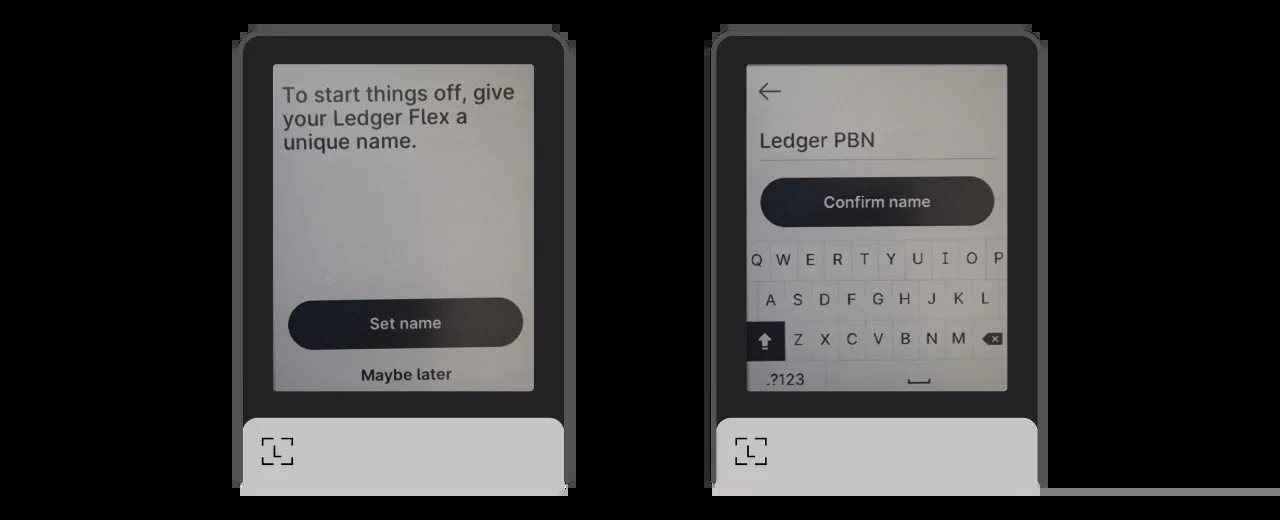 To start things off, give
your Ledger Flex a
unique name.
Set name
Maybe later
L
Ledger PBN
Confirm name
Q W E R T Y U I O P
A S D F G H J K L
Z X C V B N M
.?123
L